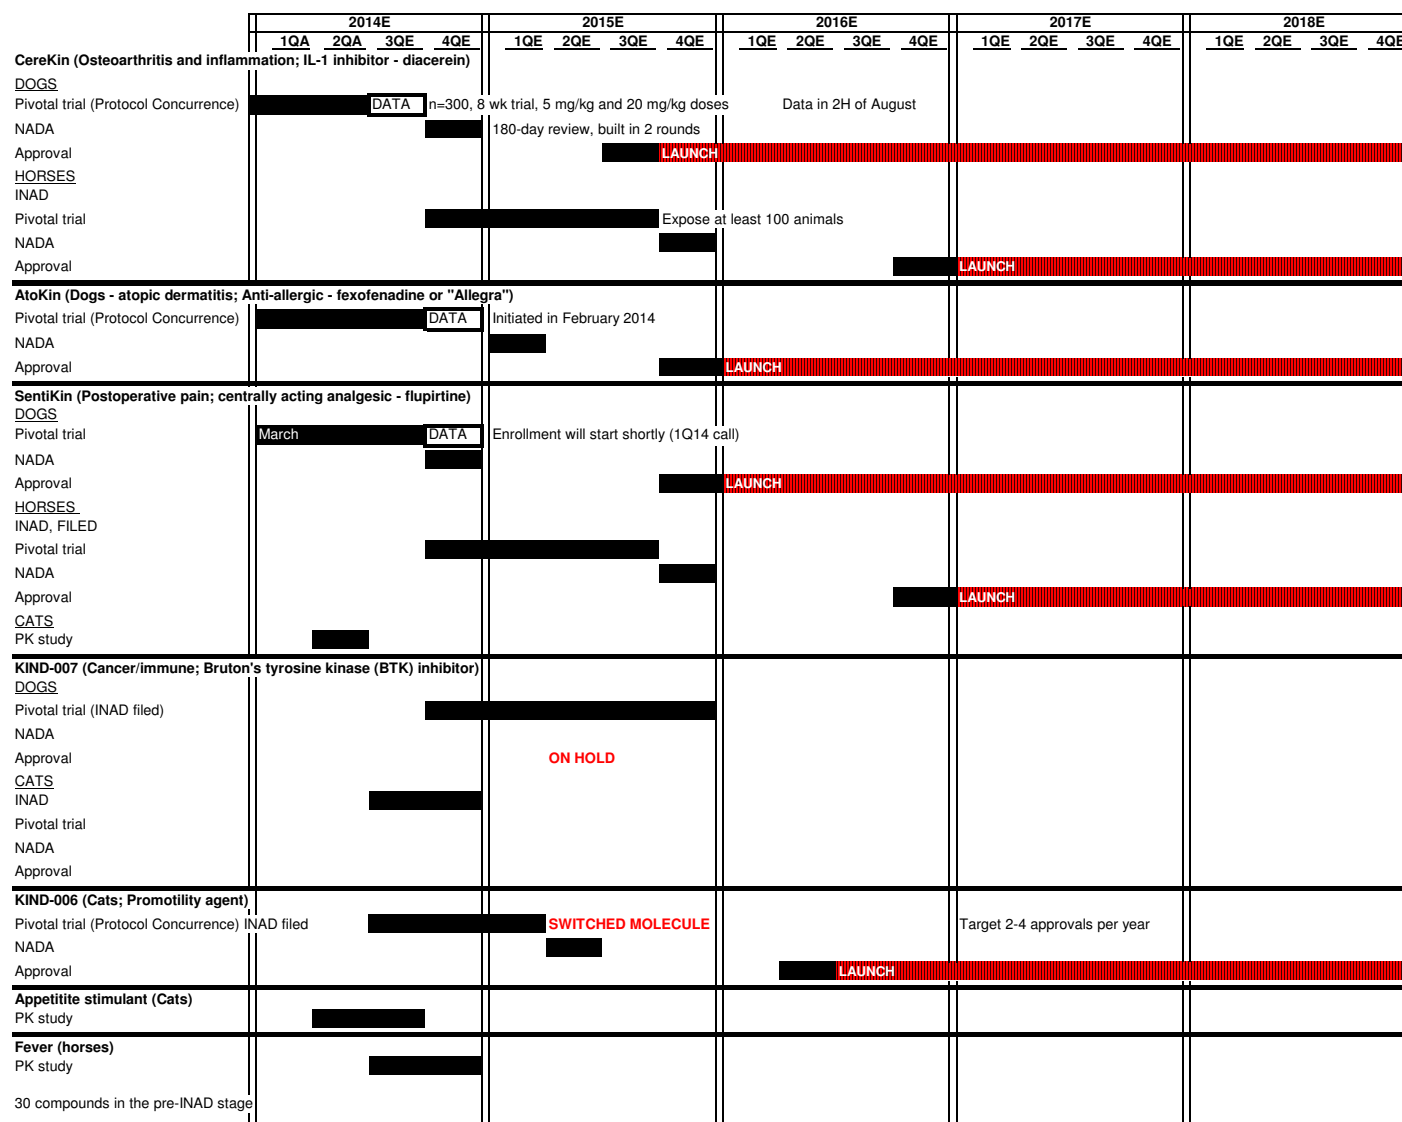 2014E 2015E 2016E 2017E 2018E
1QA 2QA 3QE 4QE 1QE 2QE 3QE 4QE 1QE 2QE 3QE 4QE 1QE 2QE 3QE 4QE 1QE 2QE 3QE 4QE
CereKin (Osteoarthritis and inflammation; IL-1 inhibitor - diacerein)
DOGS
Pivotal trial (Protocol Concurrence) DATA n=300, 8 wk trial, 5 mg/kg and 20 mg/kg doses Data in 2H of August
NADA 180-day review, built in 2 rounds
Approval LAUNCH
HORSES
INAD
Pivotal trial Expose at least 100 animals
NADA
Approval LAUNCH
AtoKin (Dogs - atopic dermatitis; Anti-allergic - fexofenadine or "Allegra")
Pivotal trial (Protocol Concurrence) DATA Initiated in February 2014
NADA
Approval LAUNCH
SentiKin (Postoperative pain; centrally acting analgesic - flupirtine)
DOGS
Pivotal trial March DATA Enrollment will start shortly (1Q14 call)
NADA
Approval LAUNCH
HORSES
INAD, FILED
Pivotal trial
NADA
Approval LAUNCH
CATS
PK study
KIND-007 (Cancer/immune; Bruton's tyrosine kinase (BTK) inhibitor)
DOGS
Pivotal trial (INAD filed)
NADA
Approval ON HOLD
CATS
INAD
Pivotal trial
NADA
Approval
KIND-006 (Cats; Promotility agent)
Pivotal trial (Protocol Concurrence) INAD filed SWITCHED MOLECULE Target 2-4 approvals per year
NADA
Approval LAUNCH
Appetitite stimulant (Cats)
PK study
Fever (horses)
PK study
30 compounds in the pre-INAD stage